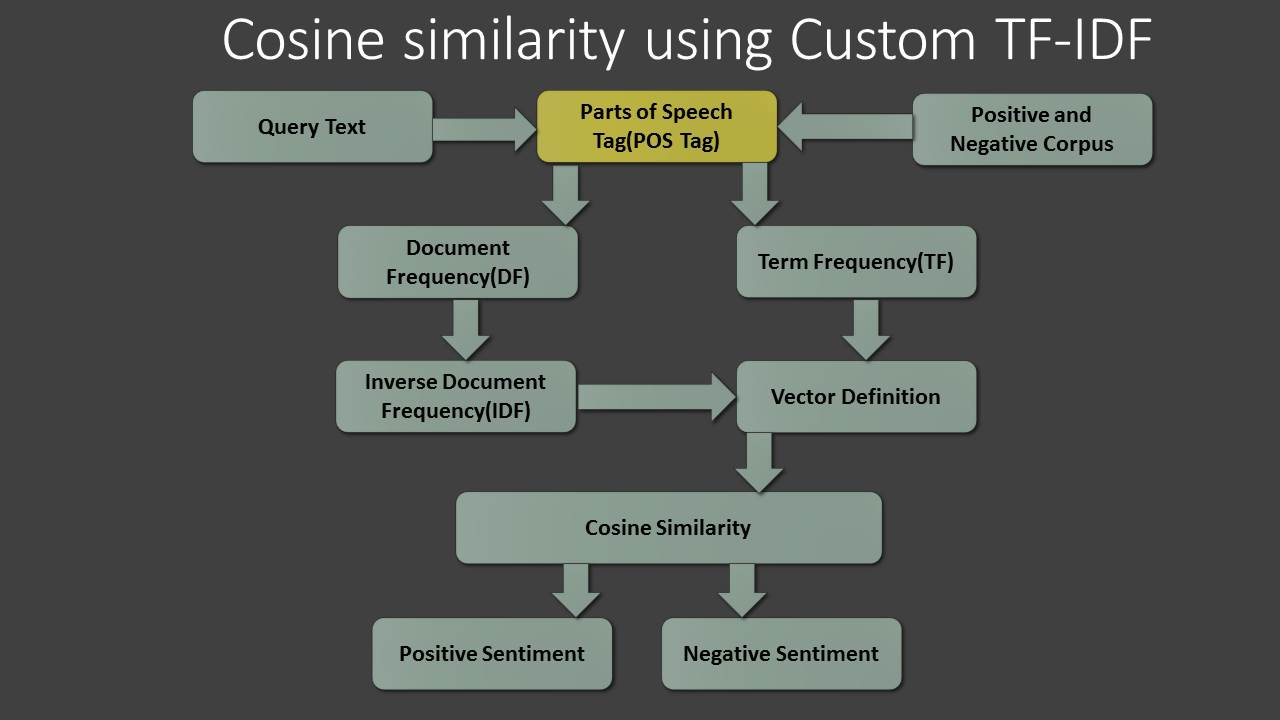 Cosine similarity using Custom TF-IDF
Query Text
Parts of Speech
Tag(POS Tag)
Positive and
Negative Corpus
Document
Frequency(DF)
Term Frequency(TF)
Inverse Document
Frequency(IDF)
Vector Definition
Cosine Similarity
Positive Sentiment
Negative Sentiment